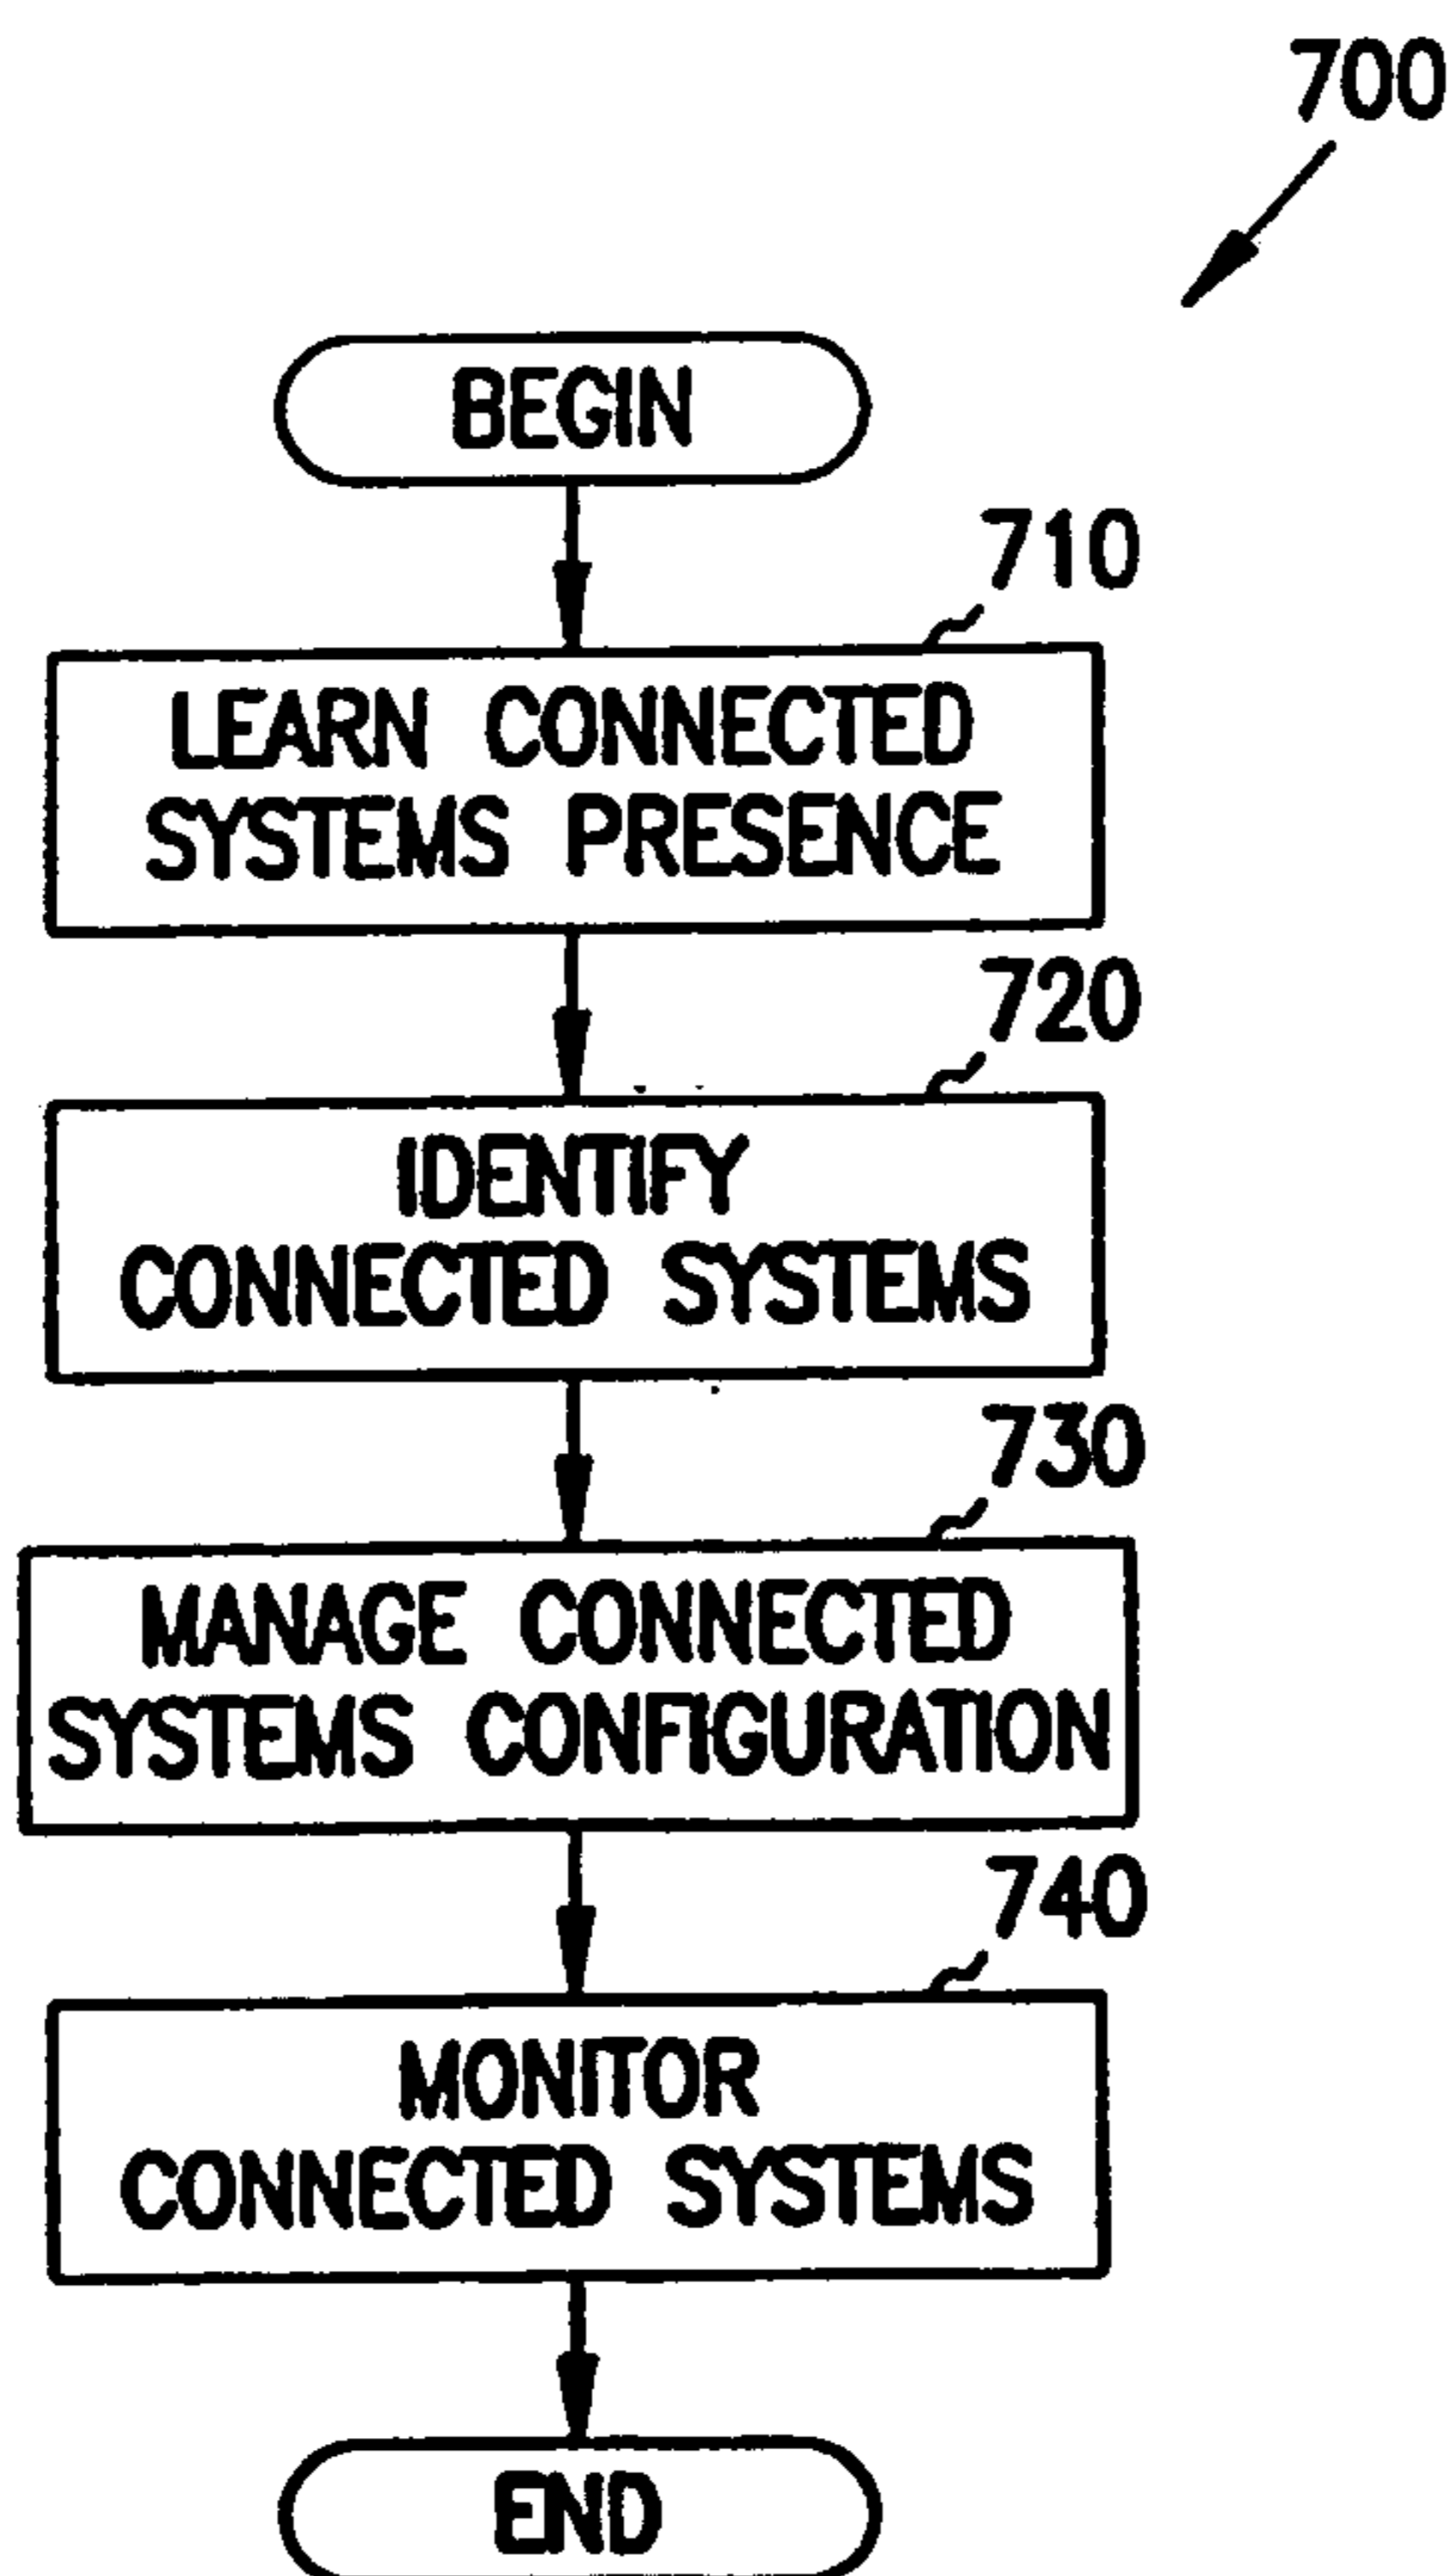 700
BEGIN
710
LEARN CONNECTED
SYSTEMS PRESENCE
720
IDENTIFY
CONNECTED SYSTEMS
730
MANAGE CONNECTED
SYSTEMS CONFIGURATION
740
MONITOR
CONNECTED SYSTEMS
END